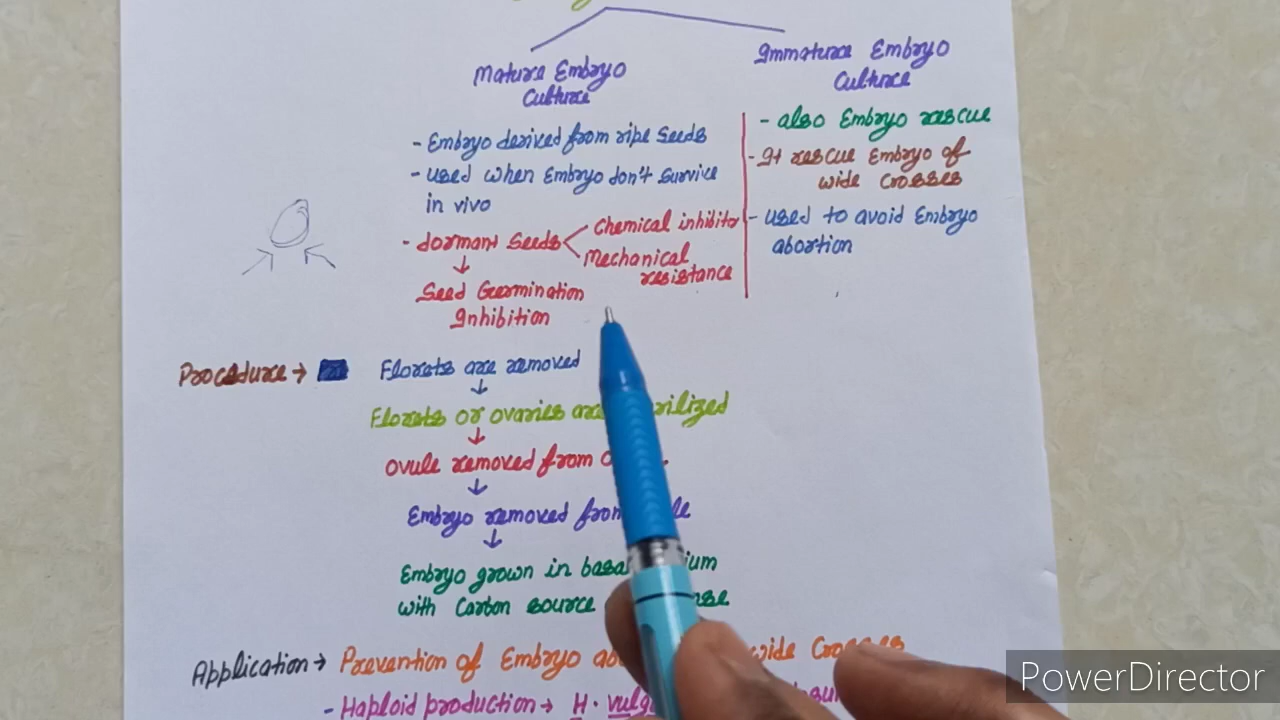 Mature Embryo
Culture
- Embryo derived from ripe seeds
- used when Embryo don't survive
in vivo
- dormant seeds
Chemical inhibitor
Mechanical
resistance
↓
Seed Germination
Inhibition
Immature Embryo
Culture
- also Embryo rescue
- It rescue Embryo of
wide Crosses
- used to avoid Embryo
abortion
Procedure →
Florets are removed
↓
Florets or ovaries are
↓
Ovule removed from
↓
Embryo removed from
↓
Embryo grown in
with Carbon source
Application → Prevention of Embryo wide Crosses
- Haploid production → H.
PowerDirector